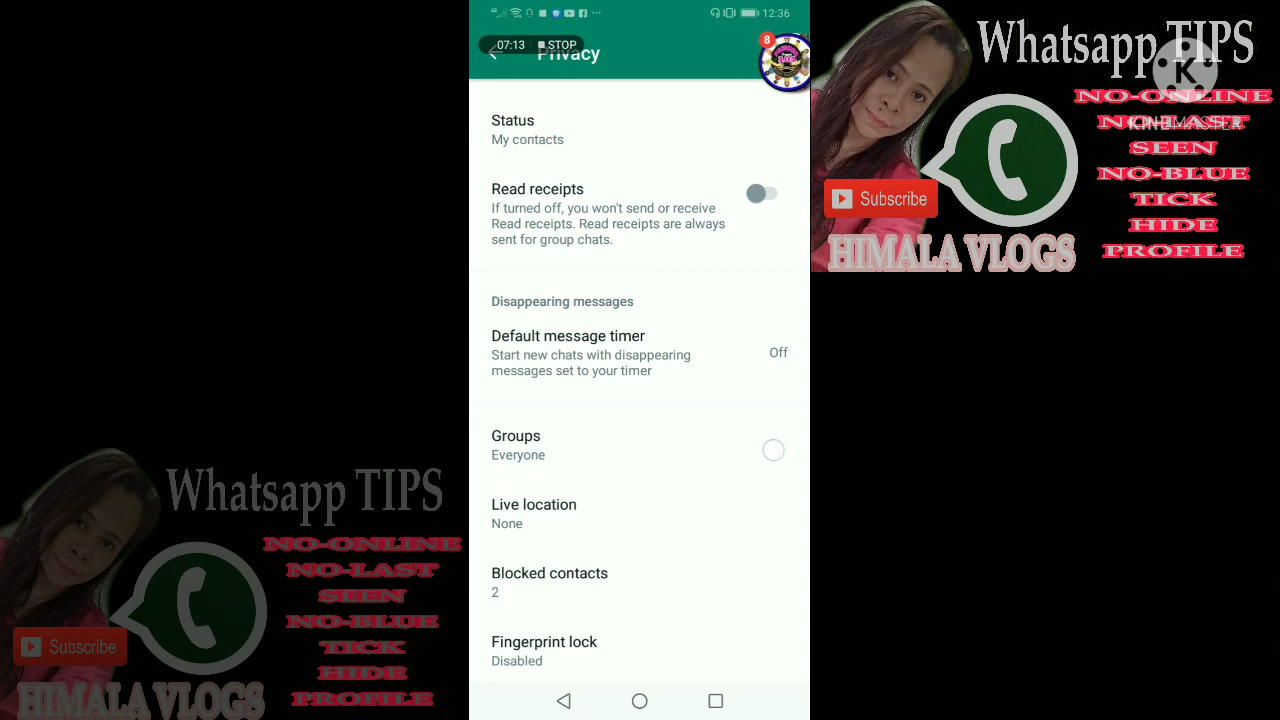 12:36
07:13 STOP
Privacy
8
Status
My contacts
Read receipts
If turned off, you won't send or receive
Read receipts. Read receipts are always
sent for group chats.
Disappearing messages
Default message timer
Start new chats with disappearing
messages set to your timer
Off
Groups
Everyone
Live location
None
Blocked contacts
2
Fingerprint lock
Disabled
Whatsapp TIPS
K
KINEMASTER
NO-ONLINE
NO-LAST
SEEN
NO-BLUE
TICK
HIDE
PROFILE
Subscribe
HIMALA VLOGS
Whatsapp TIPS
NO-ONLINE
NO-LAST
SEEN
NO-BLUE
TICK
HIDE
PROFILE
Subscribe
HIMALA VLOGS